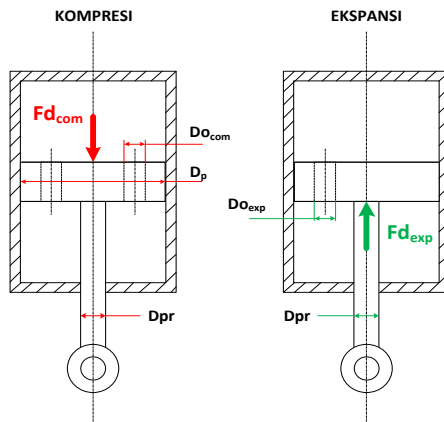 KOMPRESI
EKSPANSI
Fdcom
Docom
Dp
Dpr
Doexp
Fdexp
Dpr